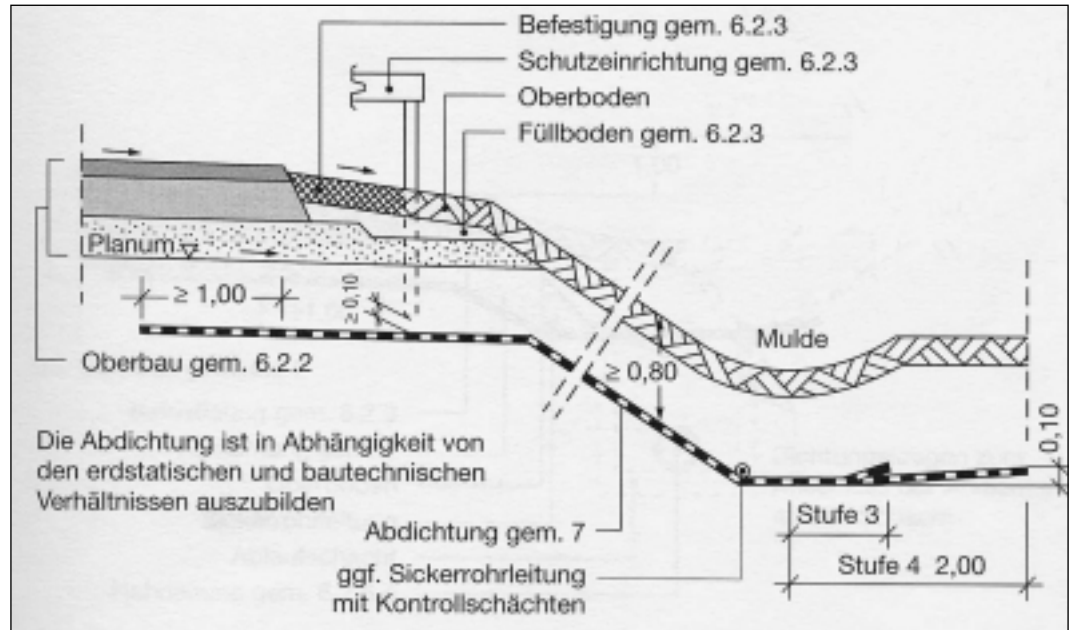 Befestigung gem. 6.2.3
Schutzeinrichtung gem. 6.2.3
Oberboden
Füllboden gem. 6.2.3
Planum
≥ 1,00
≥ 0,10
Oberbau gem. 6.2.2
Mulde
≥ 0,80
0,10
Die Abdichtung ist in Abhängigkeit von
den erdstatischen und bautechnischen
Verhältnissen auszubilden
Abdichtung gem. 7
ggf. Sickerrohrleitung
mit Kontrollschächten
Stufe 3
Stufe 4 2,00